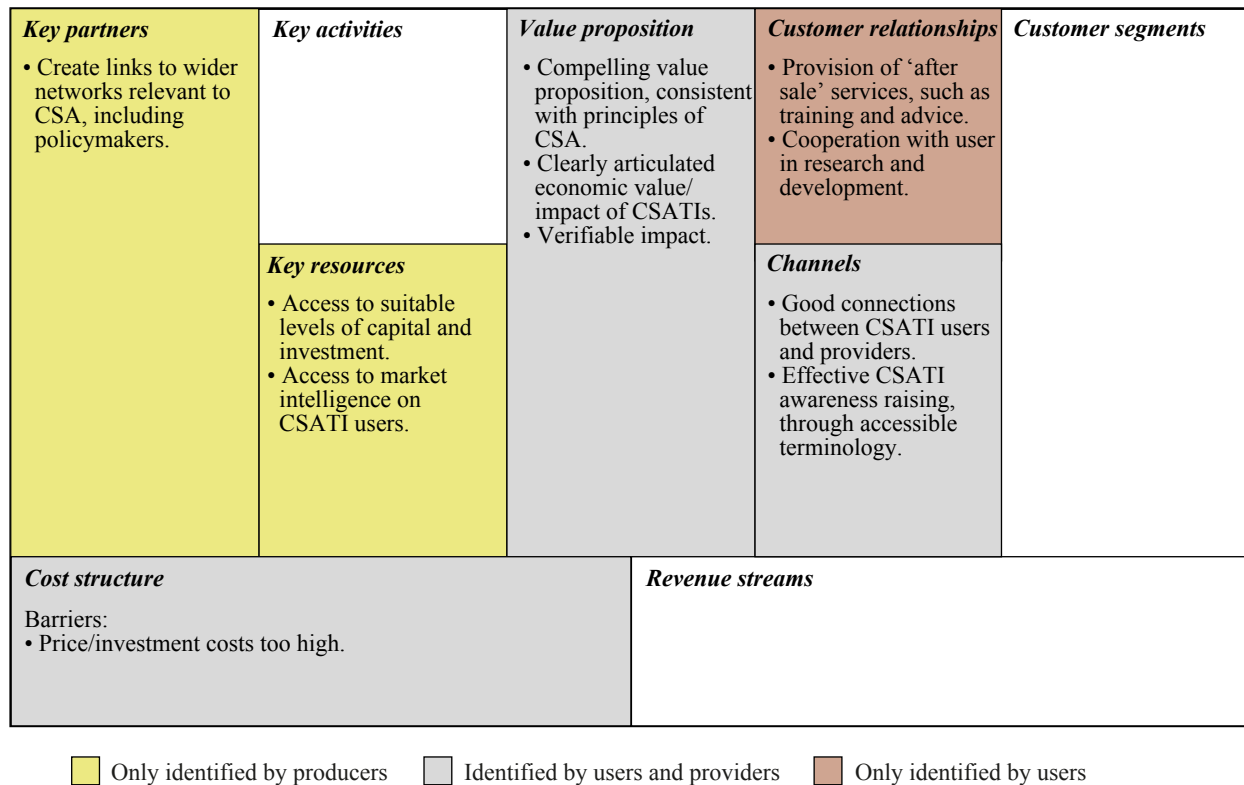 Key partners
• Create links to wider
networks relevant to
CSA, including
policymakers.
Key activities
Key resources
• Access to suitable
levels of capital and
investment.
• Access to market
intelligence on
CSATI users.
Value proposition
• Compelling value
proposition, consistent
with principles of
CSA.
• Clearly articulated
economic value/
impact of CSATIs.
• Verifiable impact.
Customer relationships
• Provision of ‘after
sale’ services, such as
training and advice.
• Cooperation with user
in research and
development.
Channels
• Good connections
between CSATI users
and providers.
• Effective CSATI
awareness raising,
through accessible
terminology.
Customer segments
Cost structure
Barriers:
• Price/investment costs too high.
Revenue streams
Only identified by producers
Identified by users and providers
Only identified by users